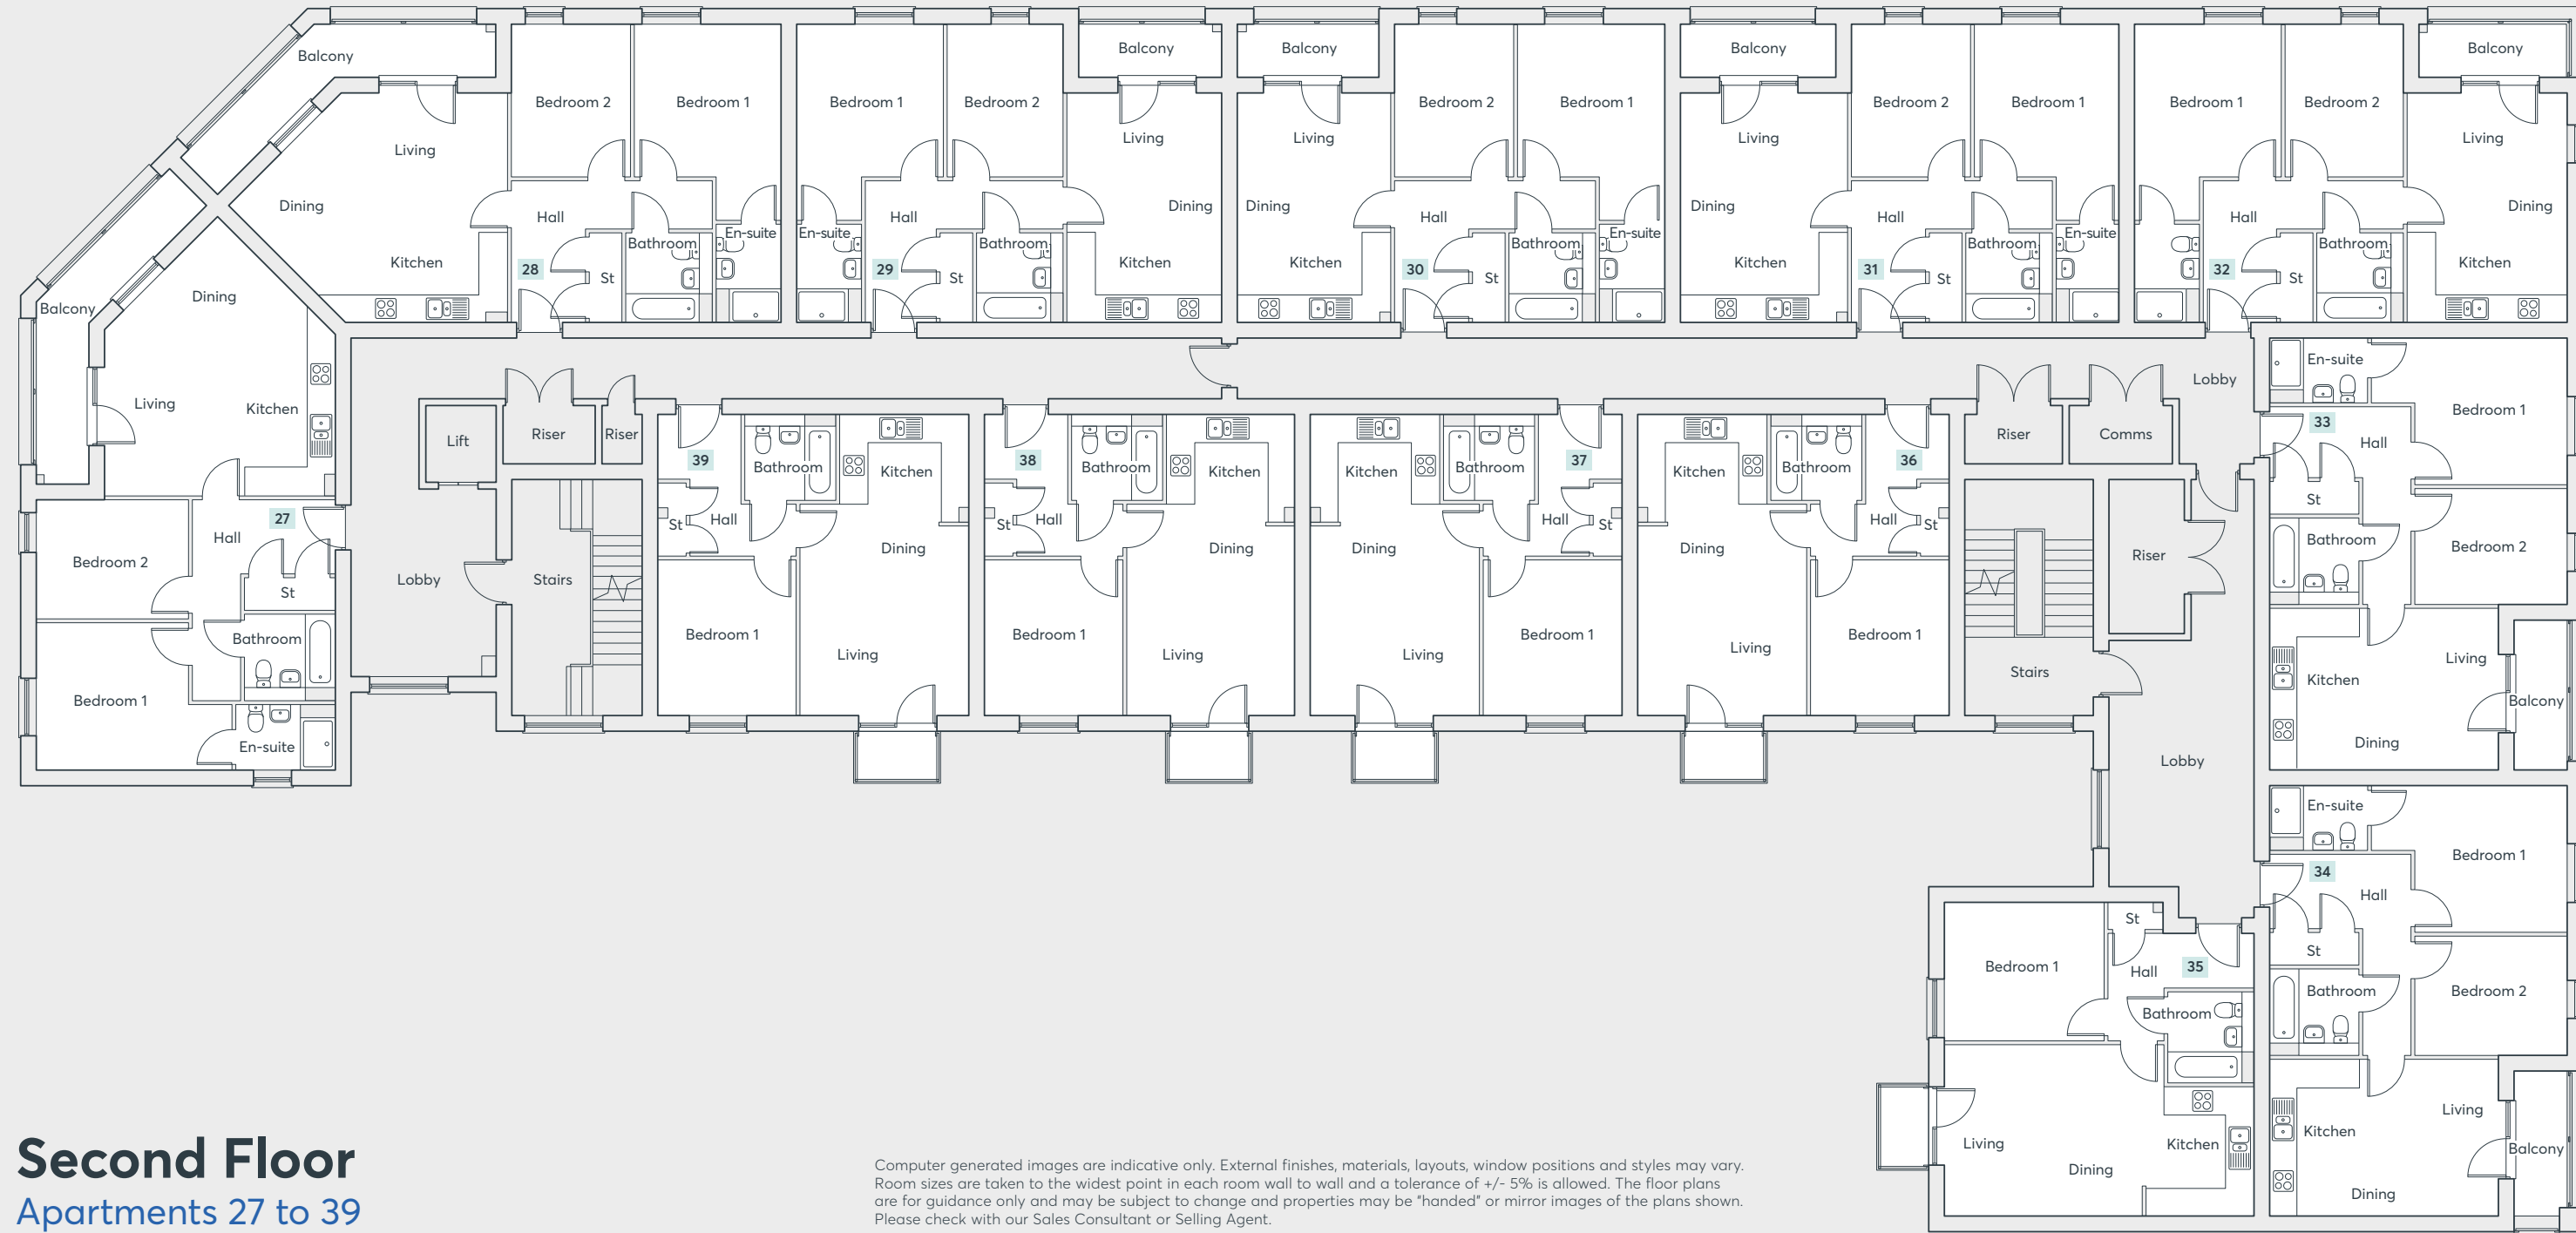 Balcony
Living
Dining
Kitchen
Bedroom 2
Bedroom 1
Hall
28
St
Bathroom
En-suite
Bedroom 1
Bedroom 2
Balcony
Living
Dining
Kitchen
Hall
29
St
Bathroom
En-suite
Balcony
Living
Dining
Kitchen
Bedroom 2
Bedroom 1
Hall
30
St
Bathroom
En-suite
Balcony
Living
Dining
Kitchen
Bedroom 2
Bedroom 1
Hall
31
St
Bathroom
En-suite
Bedroom 1
Bedroom 2
Balcony
Living
Dining
Kitchen
Hall
32
St
Bathroom
Balcony
Dining
Living
Kitchen
27
Hall
Bedroom 2
St
Bathroom
Bedroom 1
En-suite
Lift
Riser
Riser
Lobby
Stairs
39
Bathroom
Kitchen
St
Hall
Dining
Bedroom 1
Living
38
Bathroom
Kitchen
St
Hall
Dining
Bedroom 1
Living
Kitchen
Bathroom
37
Dining
Hall
St
Living
Bedroom 1
Kitchen
Bathroom
36
Dining
Hall
St
Living
Bedroom 1
Lobby
Riser
Comms
Riser
Stairs
Lobby
En-suite
Bedroom 1
33
Hall
St
Bathroom
Bedroom 2
Living
Kitchen
Balcony
Dining
En-suite
Bedroom 1
34
Hall
St
Bathroom
Bedroom 2
Living
Kitchen
Balcony
Dining
St
Bedroom 1
Hall
35
Bathroom
Living
Kitchen
Dining
Second Floor
Apartments 27 to 39
Computer generated images are indicative only. External finishes, materials, layouts, window positions and styles may vary.
Room sizes are taken to the widest point in each room wall to wall and a tolerance of +/- 5% is allowed. The floor plans
are for guidance only and may be subject to change and properties may be "handed" or mirror images of the plans shown.
Please check with our Sales Consultant or Selling Agent.